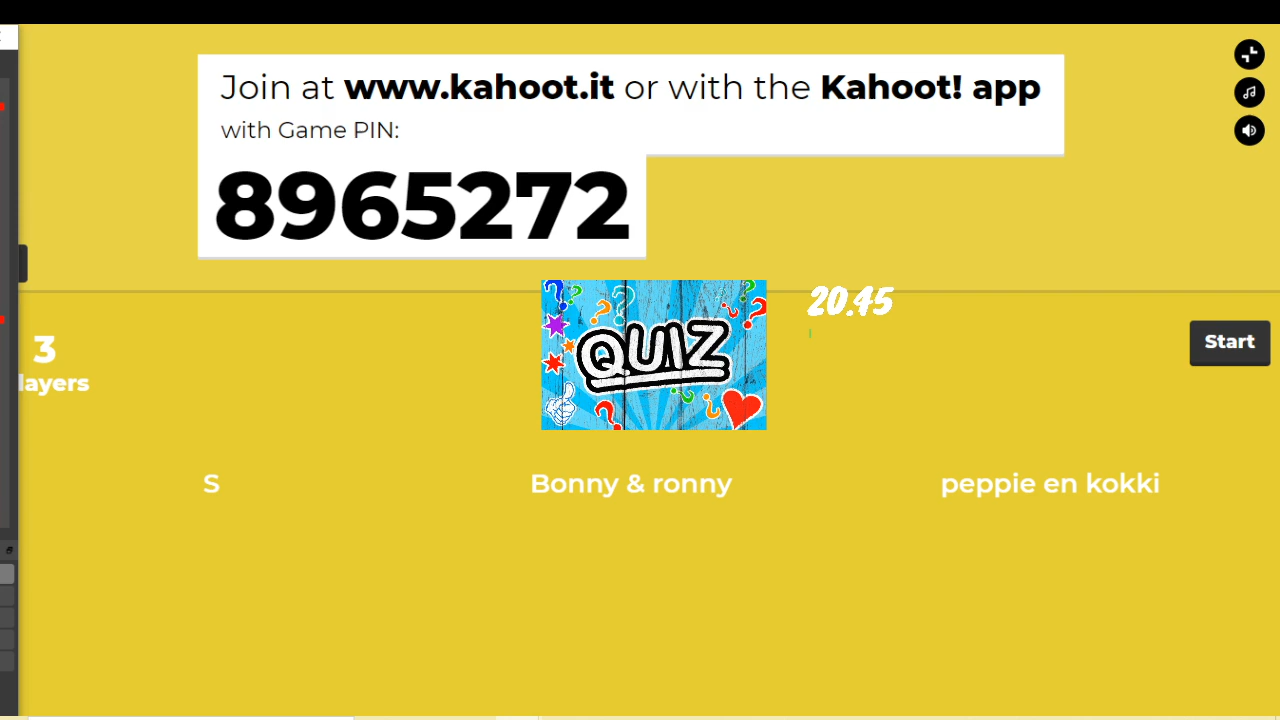 Join at www.kahoot.it or with the Kahoot! app
with Game PIN:
8965272
QUIZ
20.45
3
layers
Start
S
Bonny & ronny
peppie en kokki